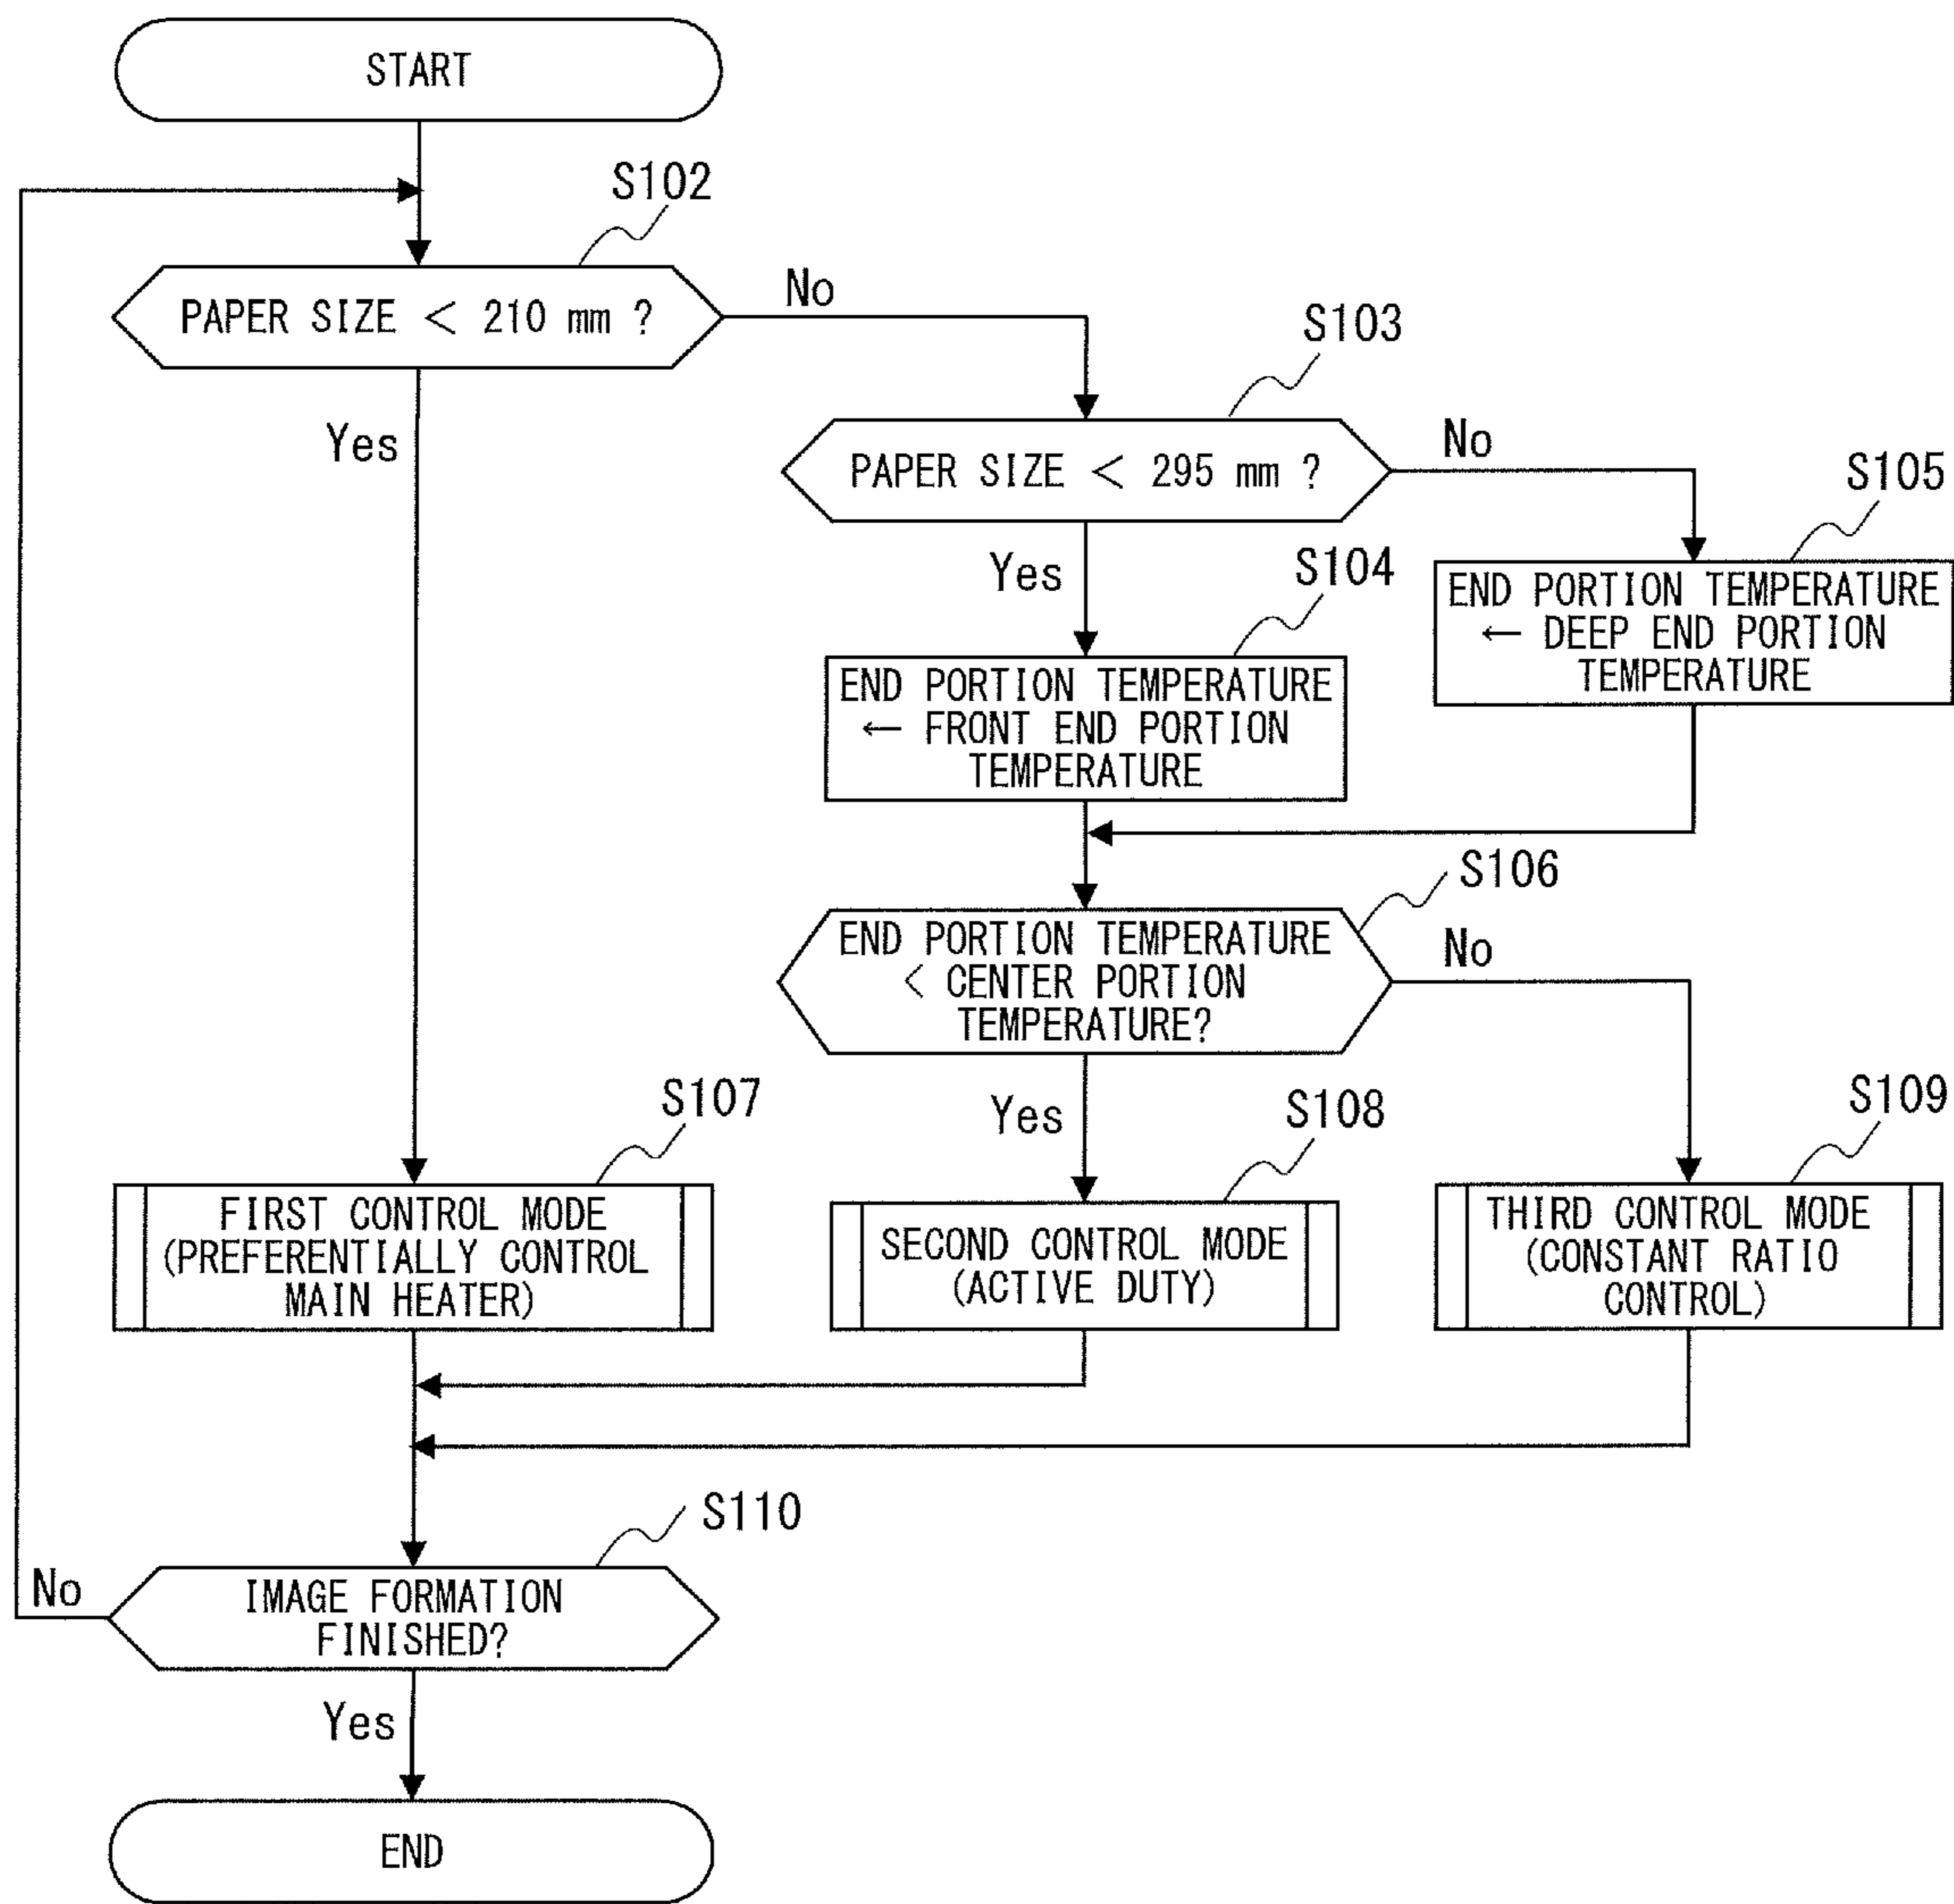 START
S102
PAPER SIZE < 210 mm ?
No
S103
Yes
PAPER SIZE < 295 mm ?
No
S105
Yes
S104
END PORTION TEMPERATURE
← DEEP END PORTION
TEMPERATURE
END PORTION TEMPERATURE
← FRONT END PORTION
TEMPERATURE
S106
END PORTION TEMPERATURE
< CENTER PORTION
TEMPERATURE?
No
S107
Yes
S108
S109
FIRST CONTROL MODE
(PREFERENTIALLY CONTROL
MAIN HEATER)
SECOND CONTROL MODE
(ACTIVE DUTY)
THIRD CONTROL MODE
(CONSTANT RATIO
CONTROL)
S110
No
IMAGE FORMATION
FINISHED?
Yes
END